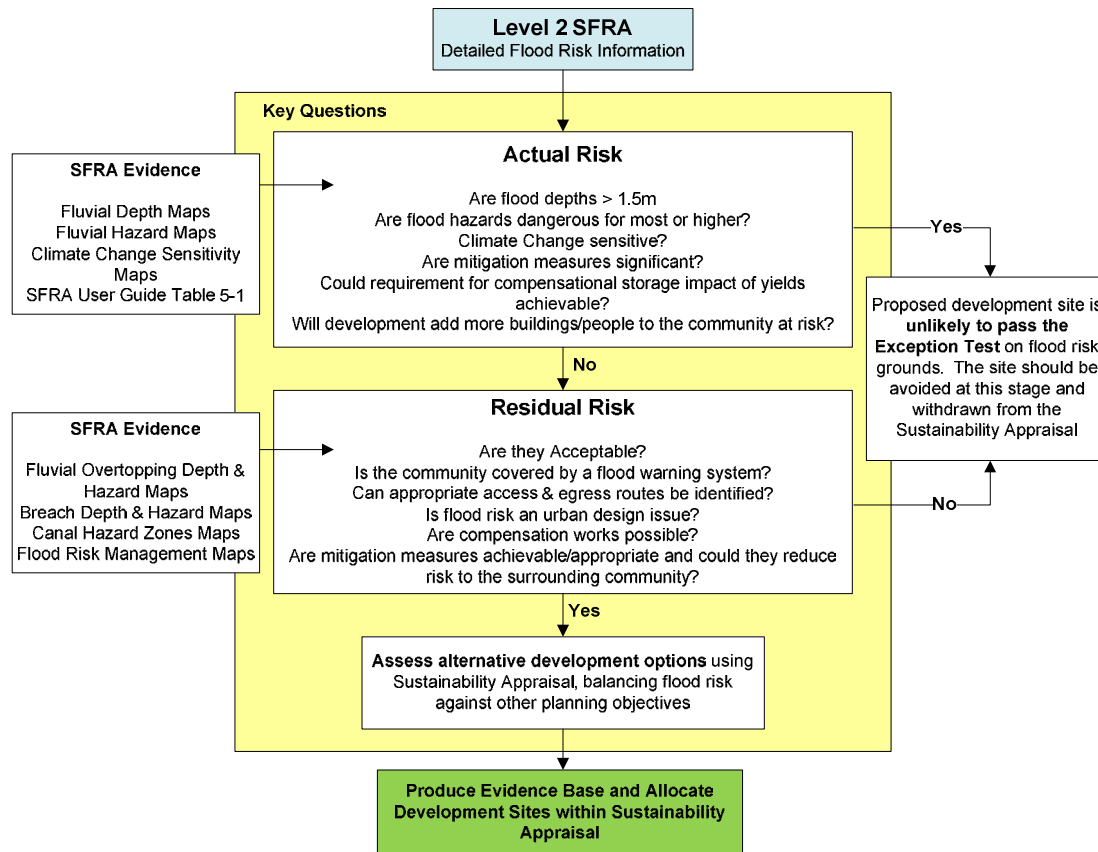 Level 2 SFRA
Detailed Flood Risk Information
Key Questions
SFRA Evidence
Fluvial Depth Maps
Fluvial Hazard Maps
Climate Change Sensitivity
Maps
SFRA User Guide Table 5-1
Actual Risk
Are flood depths > 1.5m
Are flood hazards dangerous for most or higher?
Climate Change sensitive?
Are mitigation measures significant?
Could requirement for compensational storage impact of yields
achievable?
Will development add more buildings/people to the community at risk?
Yes
Proposed development site is
unlikely to pass the
Exception Test on flood risk
grounds. The site should be
avoided at this stage and
withdrawn from the
Sustainability Appraisal
No
SFRA Evidence
Fluvial Overtopping Depth &
Hazard Maps
Breach Depth & Hazard Maps
Canal Hazard Zones Maps
Flood Risk Management Maps
Residual Risk
Are they Acceptable?
Is the community covered by a flood warning system?
Can appropriate access & egress routes be identified?
Is flood risk an urban design issue?
Are compensation works possible?
Are mitigation measures achievable/appropriate and could they reduce
risk to the surrounding community?
No
Yes
Assess alternative development options using
Sustainability Appraisal, balancing flood risk
against other planning objectives
Produce Evidence Base and Allocate
Development Sites within Sustainability
Appraisal